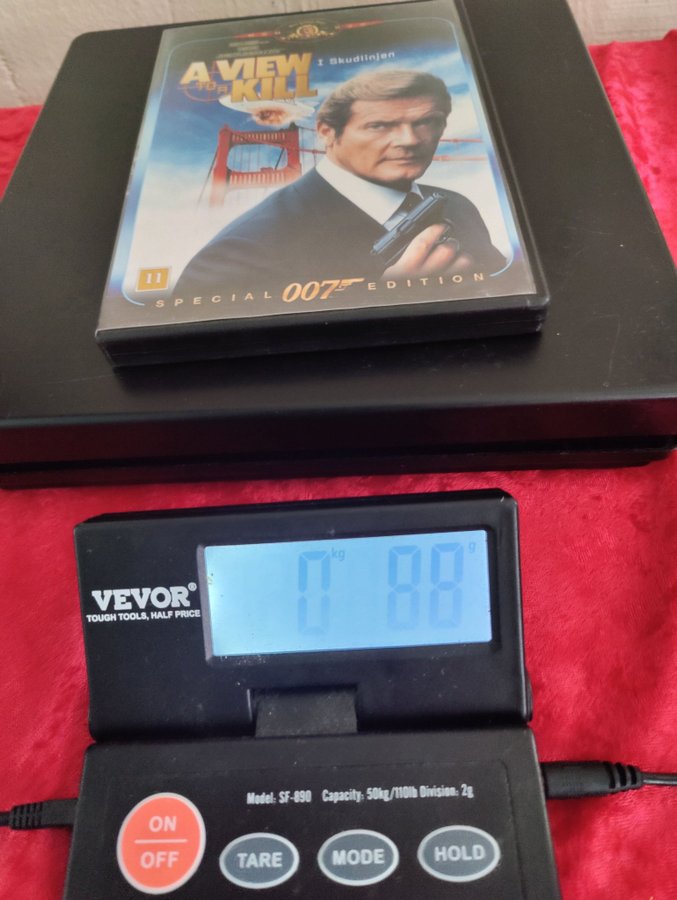 A VIEW
TO A
KILL
I Skudlinjen
11
SPECIAL 007 EDITION
0 kg 88 g
VEVOR®
TOUGH TOOLS, HALF PRICE
Model: SF-890 Capacity: 50kg/110lb Division: 2g
ON
OFF
TARE
MODE
HOLD